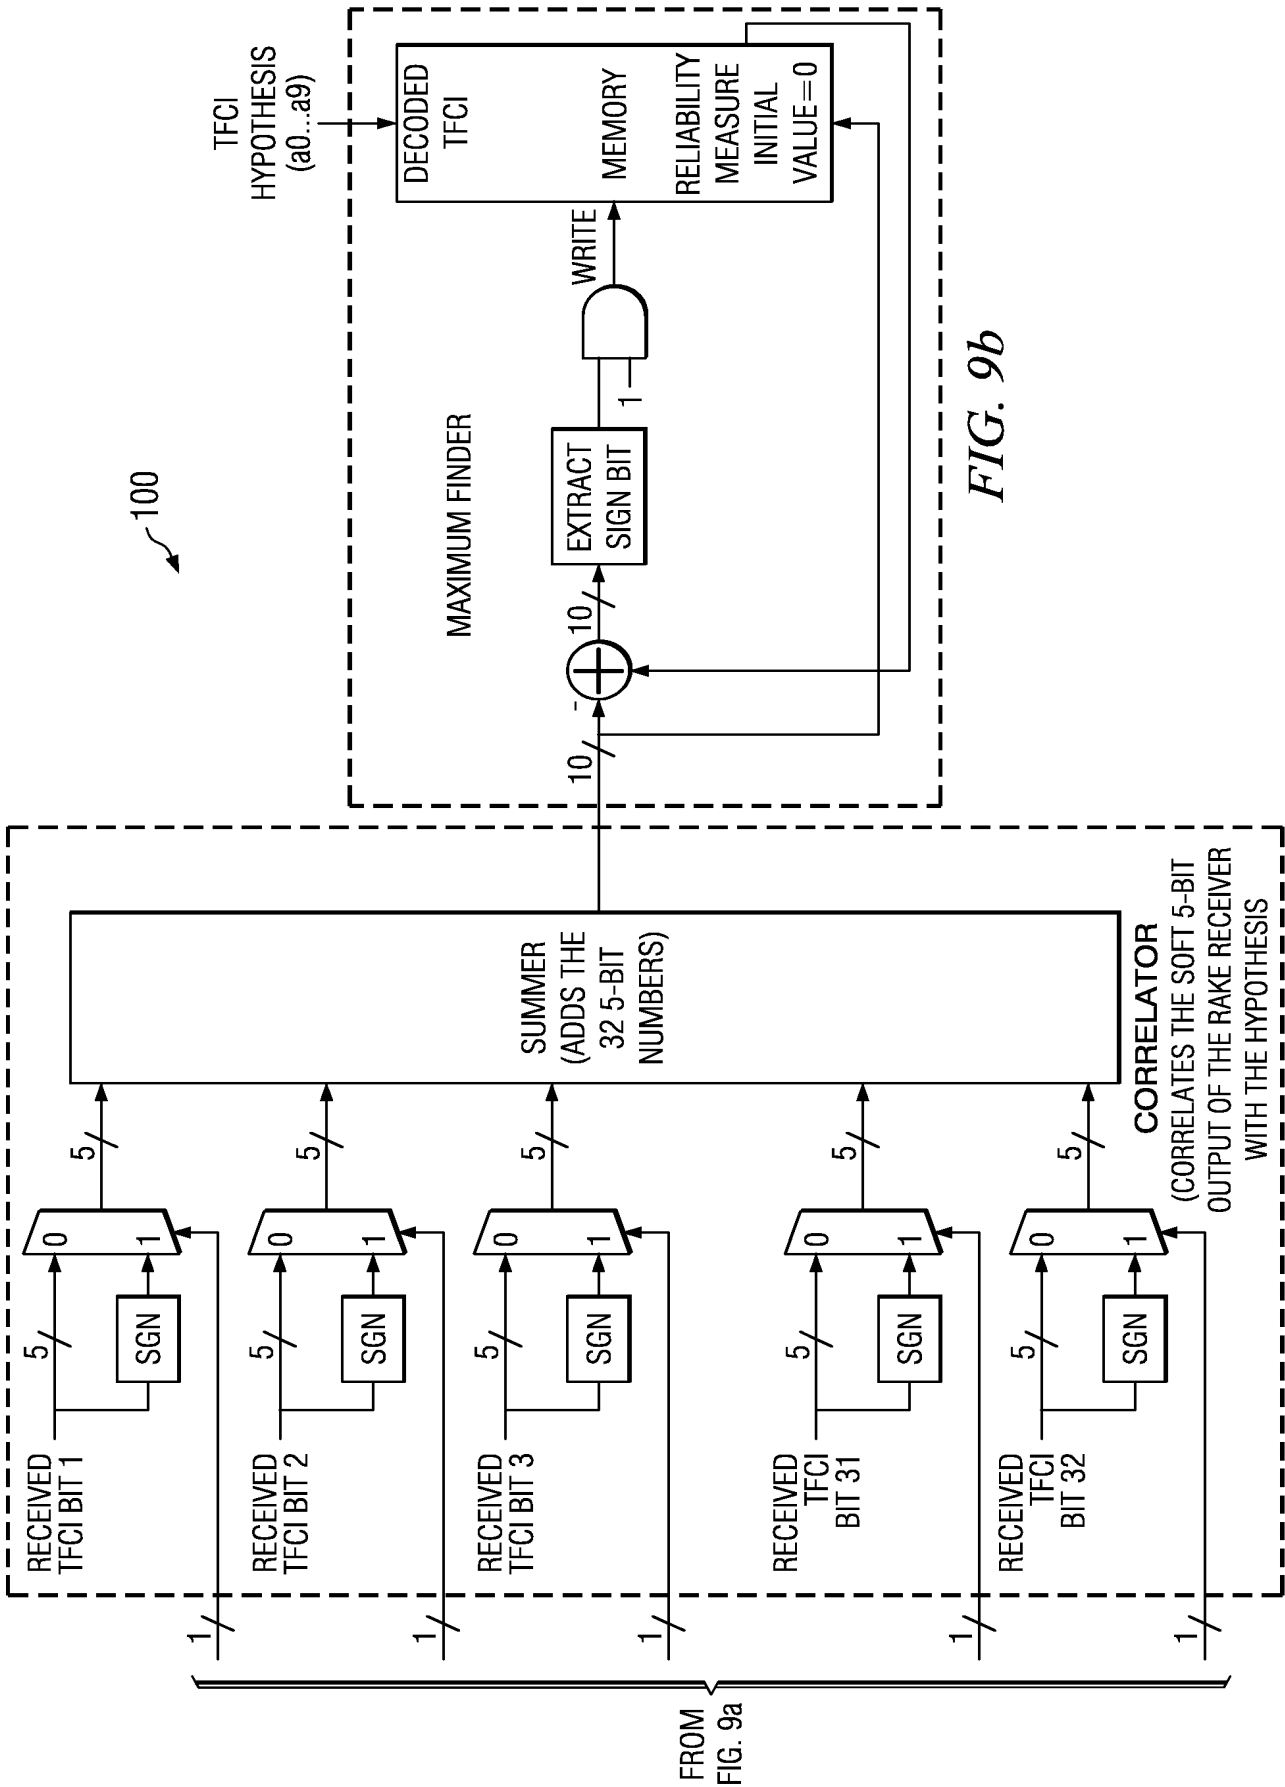 100
FROM
FIG. 9a
1
1
1
1
1
RECEIVED
TFCI BIT 1
5
SGN
0
1
5
RECEIVED
TFCI BIT 2
5
SGN
0
1
5
RECEIVED
TFCI BIT 3
5
SGN
0
1
5
RECEIVED
TFCI
BIT 31
5
SGN
0
1
5
RECEIVED
TFCI
BIT 32
5
SGN
0
1
5
SUMMER
(ADDS THE
32 5-BIT
NUMBERS)
CORRELATOR
(CORRELATES THE SOFT 5-BIT
OUTPUT OF THE RAKE RECEIVER
WITH THE HYPOTHESIS
MAXIMUM FINDER
10
-
+
10
EXTRACT
SIGN BIT
1
WRITE
TFCI
HYPOTHESIS
(a0...a9)
DECODED
TFCI
MEMORY
RELIABILITY
MEASURE
INITIAL
VALUE=0
FIG. 9b